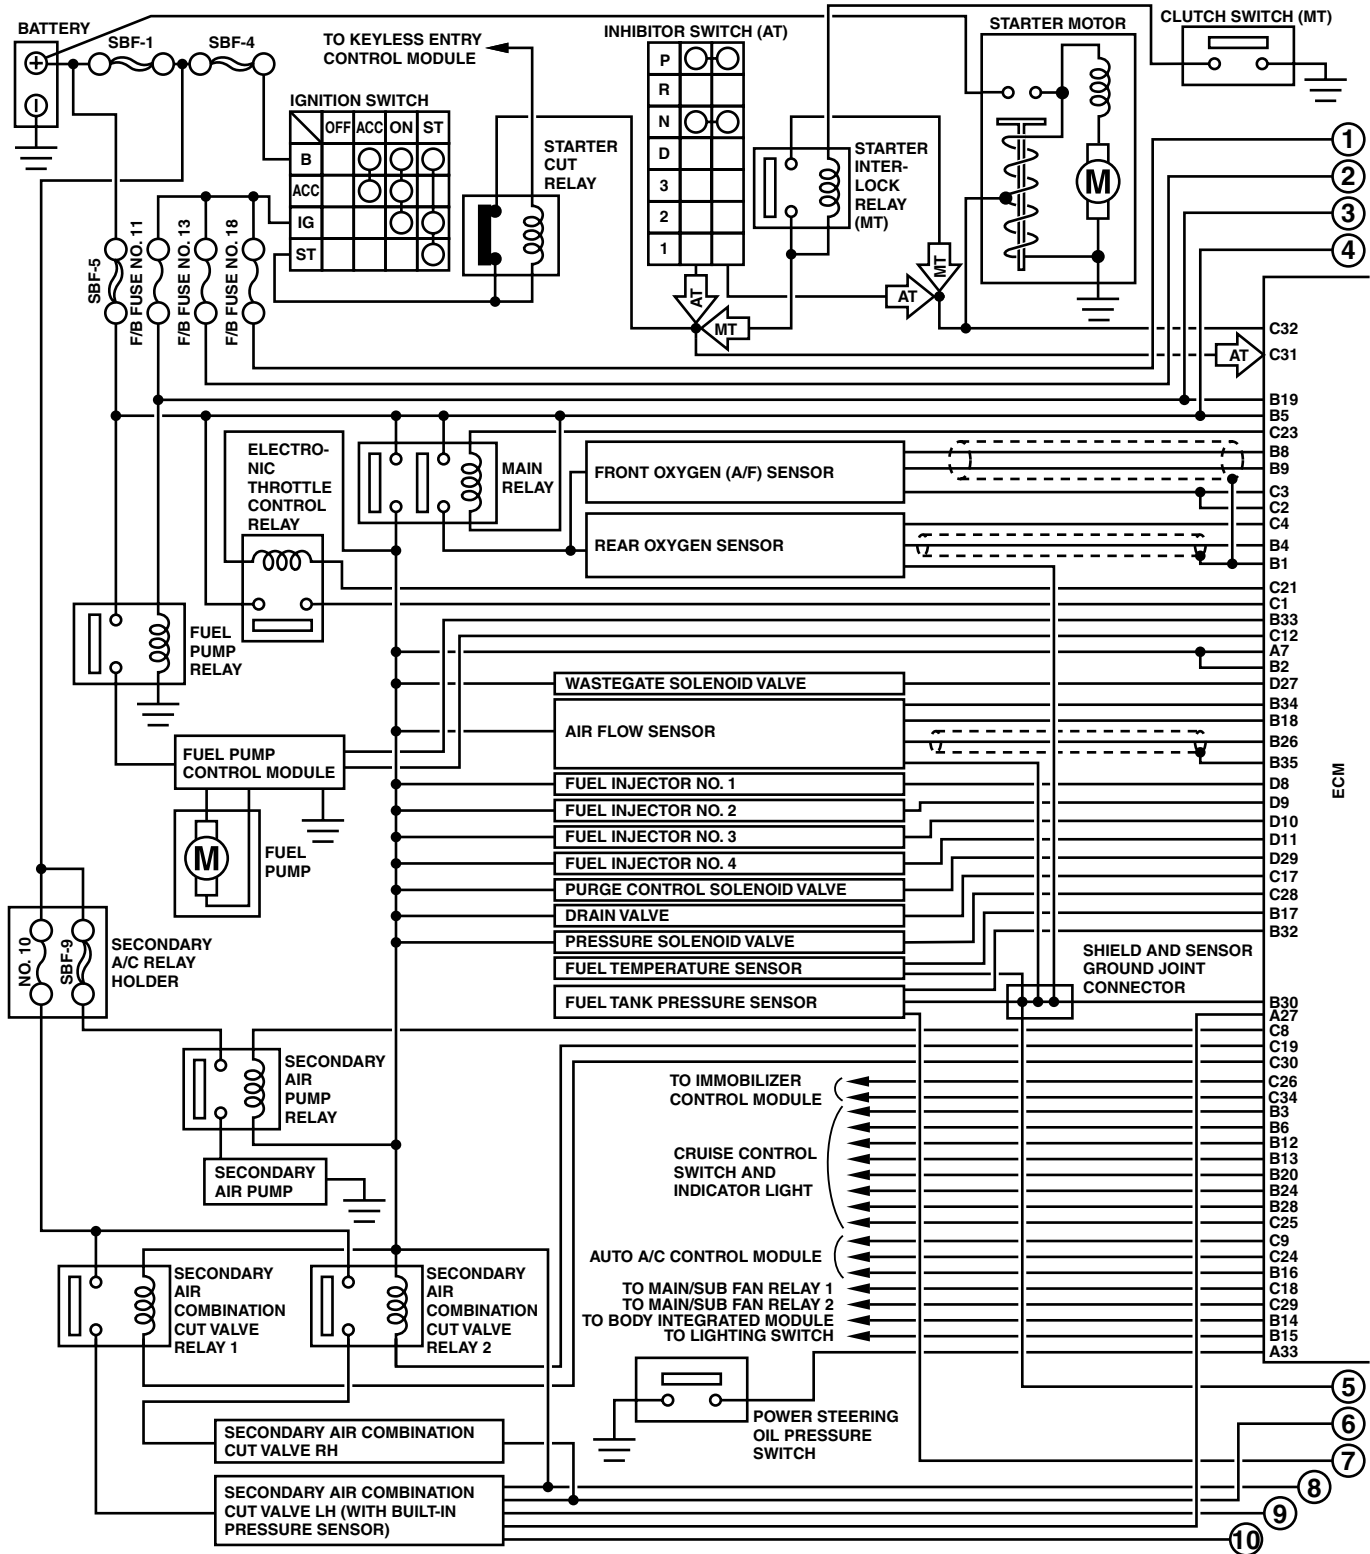 BATTERY
SBF-1
SBF-4
TO KEYLESS ENTRY
CONTROL MODULE
INHIBITOR SWITCH (AT)
P
R
N
D
3
2
1
STARTER MOTOR
M
CLUTCH SWITCH (MT)
IGNITION SWITCH
OFF ACC ON ST
B
ACC
IG
ST
STARTER
CUT
RELAY
STARTER
INTER-
LOCK
RELAY
(MT)
AT
MT
AT
MT
AT
1
2
3
4
SBF-5
F/B FUSE NO. 11
F/B FUSE NO. 13
F/B FUSE NO. 18
ELECTRO-
NIC
THROTTLE
CONTROL
RELAY
MAIN
RELAY
FRONT OXYGEN (A/F) SENSOR
REAR OXYGEN SENSOR
FUEL
PUMP
RELAY
WASTEGATE SOLENOID VALVE
AIR FLOW SENSOR
FUEL PUMP
CONTROL MODULE
M
FUEL
PUMP
FUEL INJECTOR NO. 1
FUEL INJECTOR NO. 2
FUEL INJECTOR NO. 3
FUEL INJECTOR NO. 4
PURGE CONTROL SOLENOID VALVE
DRAIN VALVE
PRESSURE SOLENOID VALVE
FUEL TEMPERATURE SENSOR
FUEL TANK PRESSURE SENSOR
SHIELD AND SENSOR
GROUND JOINT
CONNECTOR
NO. 10
SBF-9
SECONDARY
A/C RELAY
HOLDER
SECONDARY
AIR
PUMP
RELAY
SECONDARY
AIR PUMP
TO IMMOBILIZER
CONTROL MODULE
CRUISE CONTROL
SWITCH AND
INDICATOR LIGHT
AUTO A/C CONTROL MODULE
TO MAIN/SUB FAN RELAY 1
TO MAIN/SUB FAN RELAY 2
TO BODY INTEGRATED MODULE
TO LIGHTING SWITCH
SECONDARY
AIR
COMBINATION
CUT VALVE
RELAY 1
SECONDARY
AIR
COMBINATION
CUT VALVE
RELAY 2
POWER STEERING
OIL PRESSURE
SWITCH
SECONDARY AIR COMBINATION
CUT VALVE RH
SECONDARY AIR COMBINATION
CUT VALVE LH (WITH BUILT-IN
PRESSURE SENSOR)
C32
C31
B19
B5
C23
B8
B9
C3
C2
C4
B4
B1
C21
C1
B33
C12
A7
B2
D27
B34
B18
B26
B35
D8
D9
D10
D11
D29
C17
C28
B17
B32
B30
A27
C8
C19
C30
C26
C34
B3
B6
B12
B13
B20
B24
B28
C25
C9
C24
B16
C18
C29
B14
B15
A33
ECM
5
6
7
8
9
10